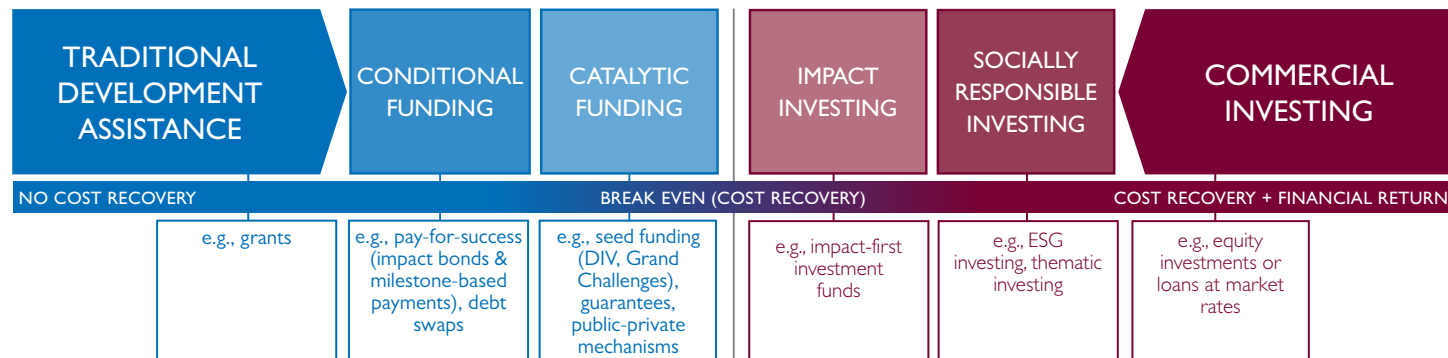 TRADITIONAL
DEVELOPMENT
ASSISTANCE
CONDITIONAL
FUNDING
CATALYTIC
FUNDING
IMPACT
INVESTING
SOCIALLY
RESPONSIBLE
INVESTING
COMMERCIAL
INVESTING
NO COST RECOVERY
BREAK EVEN (COST RECOVERY)
COST RECOVERY + FINANCIAL RETURN
e.g., grants
e.g., pay-for-success
(impact bonds &
milestone-based
payments), debt
swaps
e.g., seed funding
(DIV, Grand
Challenges),
guarantees,
public-private
mechanisms
e.g., impact-first
investment
funds
e.g., ESG
investing, thematic
investing
e.g., equity
investments or
loans at market
rates